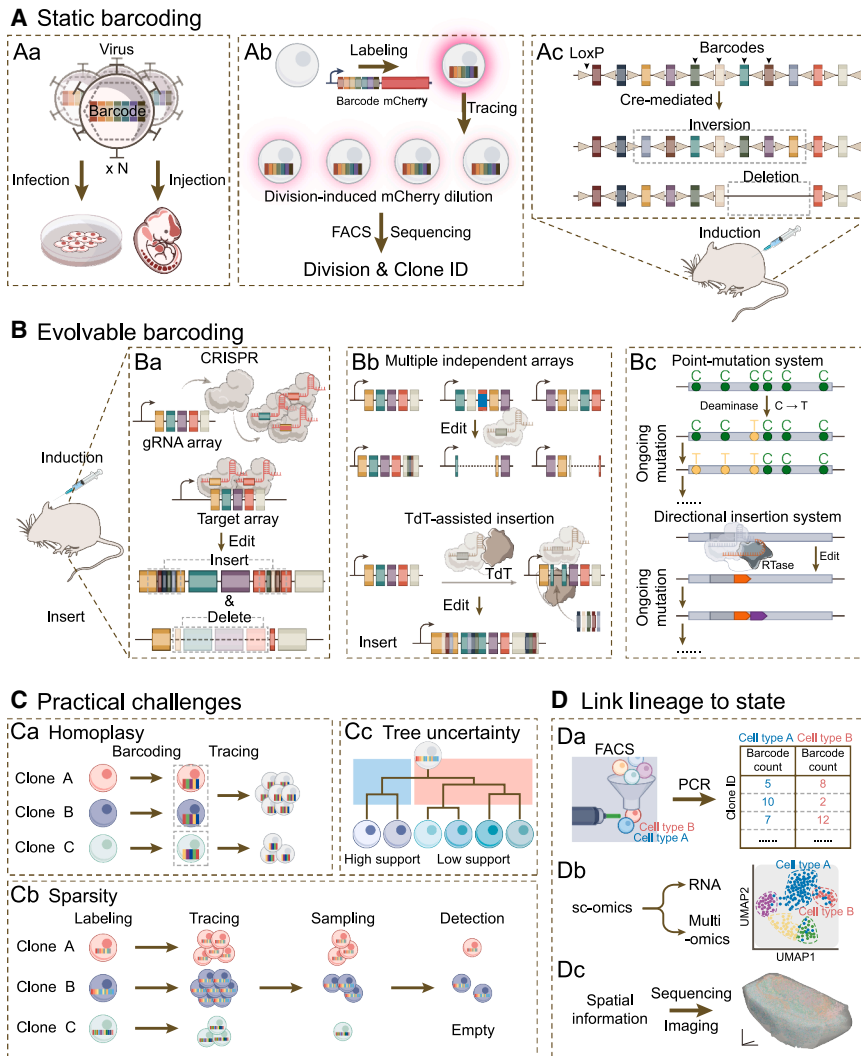 A Static barcoding
Aa
Virus
Barcode
x N
Infection
Injection
Ab
Labeling
Barcode mCherry
Tracing
Division-induced mCherry dilution
FACS
Sequencing
Division & Clone ID
Ac
LoxP
Barcodes
Cre-mediated
Inversion
Deletion
Induction
B Evolvable barcoding
Induction
Insert
Ba
CRISPR
gRNA array
Target array
Edit
Insert
&
Delete
Bb
Multiple independent arrays
Edit
TdT-assisted insertion
TdT
Edit
Insert
Bc
Point-mutation system
C C C C C C
Deaminase
C → T
C C T C C C
Ongoing
mutation
T T T C C C
......
Directional insertion system
RTase
Edit
Ongoing
mutation
......
C Practical challenges
Ca Homoplasy
Barcoding
Tracing
Clone A
Clone B
Clone C
Cc Tree uncertainty
High support
Low support
Cb Sparsity
Labeling
Tracing
Sampling
Detection
Clone A
Clone B
Clone C
Empty
D Link lineage to state
Da
FACS
Cell type B
Cell type A
PCR
Cell type A Cell type B
Clone ID
Barcode
count
Barcode
count
5 8
10 2
7 12
...... ......
Db
sc-omics
RNA
Multi
-omics
UMAP2
Cell type A
Cell type B
UMAP1
Dc
Spatial
information
Sequencing
Imaging